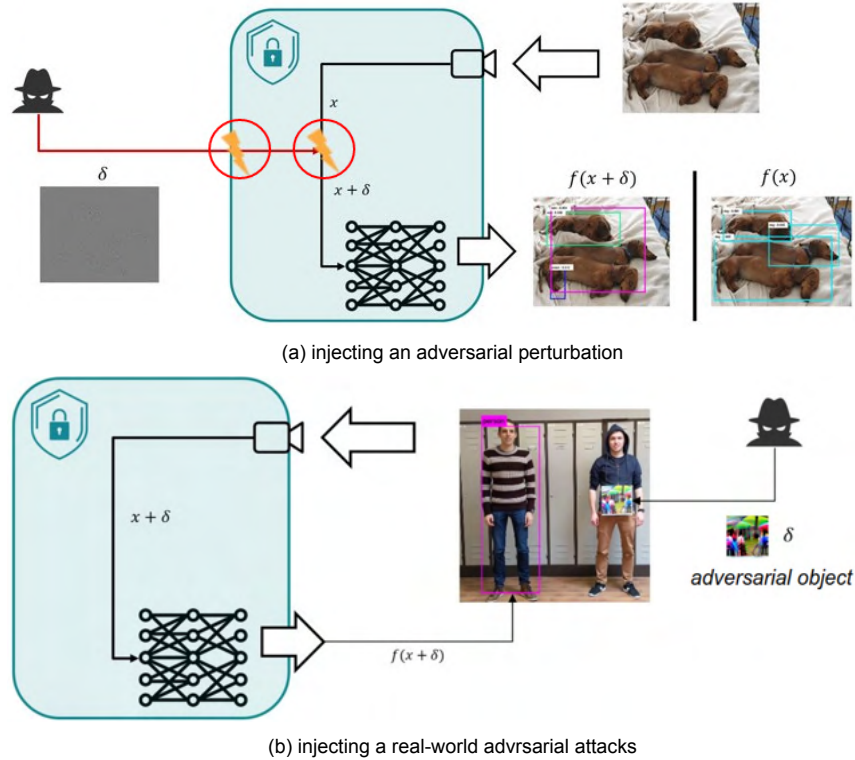 x
δ
x + δ
f(x + δ)
f(x)
(a) injecting an adversarial perturbation
x + δ
δ
adversarial object
f(x + δ)
(b) injecting a real-world advrsarial attacks